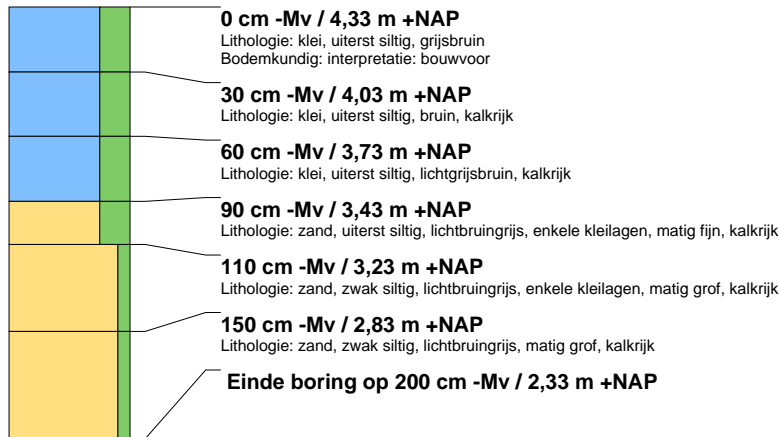 0 cm -Mv / 4,33 m +NAP
Lithologie: klei, uiterst siltig, grijsbruin
Bodemkundig: interpretatie: bouwvoor
30 cm -Mv / 4,03 m +NAP
Lithologie: klei, uiterst siltig, bruin, kalkrijk
60 cm -Mv / 3,73 m +NAP
Lithologie: klei, uiterst siltig, lichtgrijsbruin, kalkrijk
90 cm -Mv / 3,43 m +NAP
Lithologie: zand, uiterst siltig, lichtbruingrijs, enkele kleilagen, matig fijn, kalkrijk
110 cm -Mv / 3,23 m +NAP
Lithologie: zand, zwak siltig, lichtbruingrijs, enkele kleilagen, matig grof, kalkrijk
150 cm -Mv / 2,83 m +NAP
Lithologie: zand, zwak siltig, lichtbruingrijs, matig grof, kalkrijk
Einde boring op 200 cm -Mv / 2,33 m +NAP